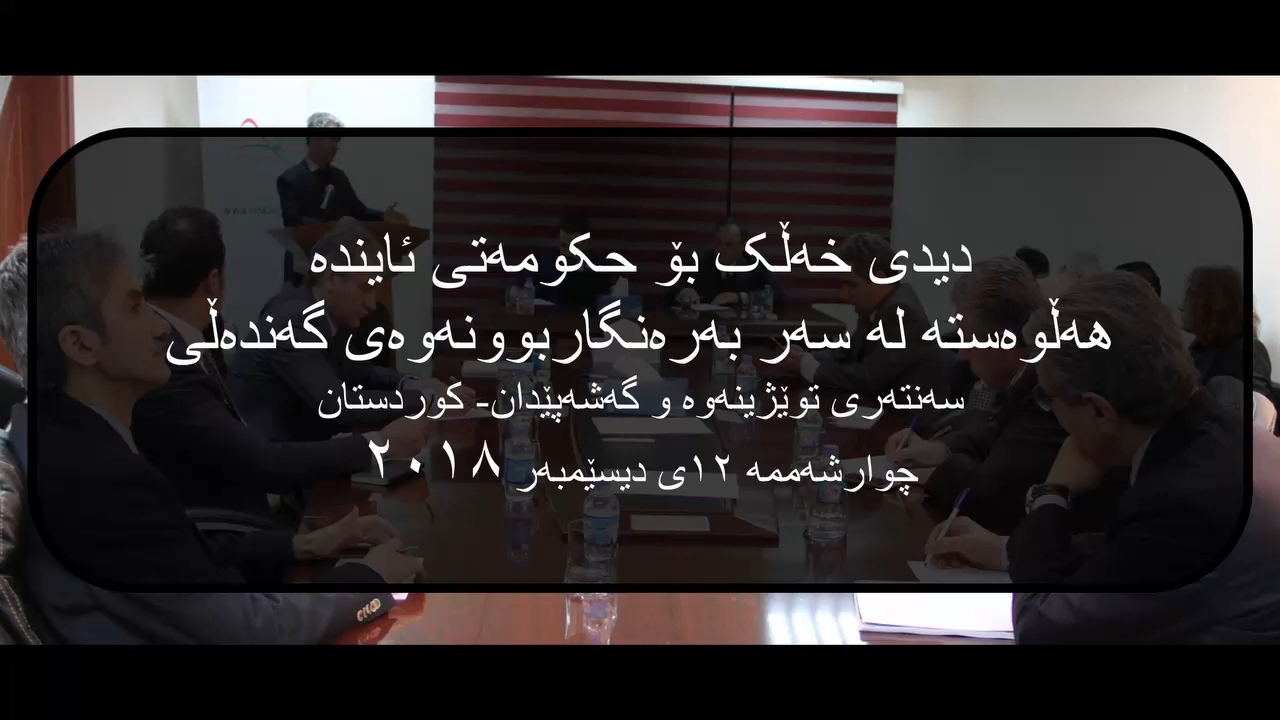 دیدی خەڵک بۆ حکومەتی ئایندە
هەڵوەستە لە سەر بەرەنگاربوونەوەی گەندەڵی
سەنتەری توێژینەوە و گەشەپێدان- کوردستان
چوارشەممە ١٢ی دیسێمبەر ٢٠١٨